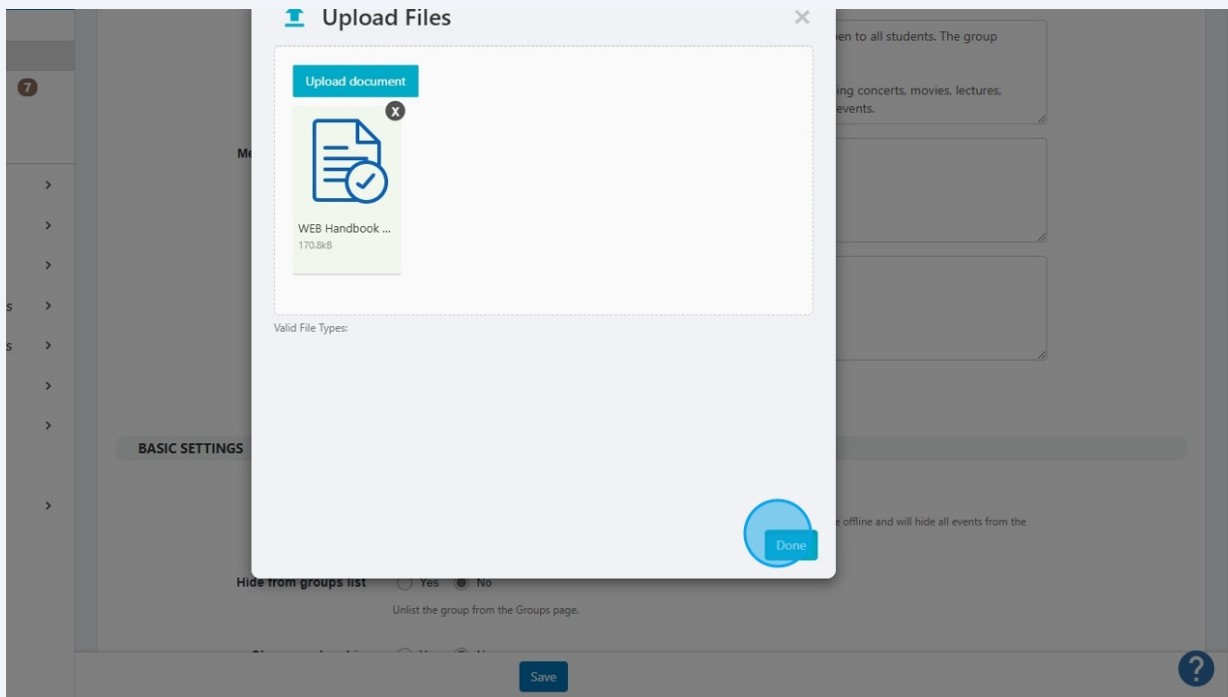 Upload Files
×
en to all students. The group
Upload document
7
ing concerts, movies, lectures,
events.
X
Me
WEB Handbook ...
170.8kB
s
Valid File Types:
s
BASIC SETTINGS
e offline and will hide all events from the
Done
Hide from groups list
Yes
No
Unlist the group from the Groups page.
Save
?